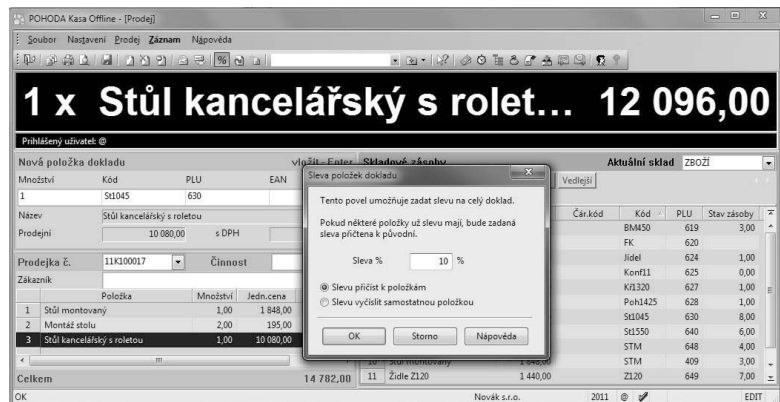 POHODA Kasa Offline - [Prodej]
Soubor Nastavení Prodej Záznam Nápověda
1 x Stůl kancelářský s rolet... 12 096,00
Prihlášený uživatel: @
Nová položka dokladu vložit - Enter
Množství Kód PLU EAN
1 St1045 630
Název Stůl kancelářský s roletou
Prodejní 10 080,00 s DPH
Prodejka č. 11K100017 Činnost
Zákazník
Položka Množství Jedn.cena
1 Stůl montovaný 1,00 1 848,00
2 Montáž stolu 2,00 195,00
3 Stůl kancelářský s roletou 1,00 10 080,00
Celkem 14 782,00
Skladové zásoby Aktuální sklad ZBOŽÍ
Vedlejší
Čár.kód Kód PLU Stav zásoby
BM450 619 3,00
FK 620
Jídel 624 1,00
Konf11 625 0,00
Kř1320 627 1,00
Poh1425 628 1,00
St1045 630 8,00
St1550 640 6,00
STM 648 4,00
10 Stůl montovaný 1 848,00 STM 409 3,00
11 Židle Z120 1 440,00 Z120 649 7,00
Sleva položek dokladu
Tento povel umožňuje zadat slevu na celý doklad.
Pokud některé položky už slevu mají, bude zadaná
sleva přičtena k původní.
Sleva % 10 %
Slevu přičíst k položkám
Slevu vyčíslit samostatnou položkou
OK Storno Nápověda
OK Novák s.r.o. 2011 @ EDIT